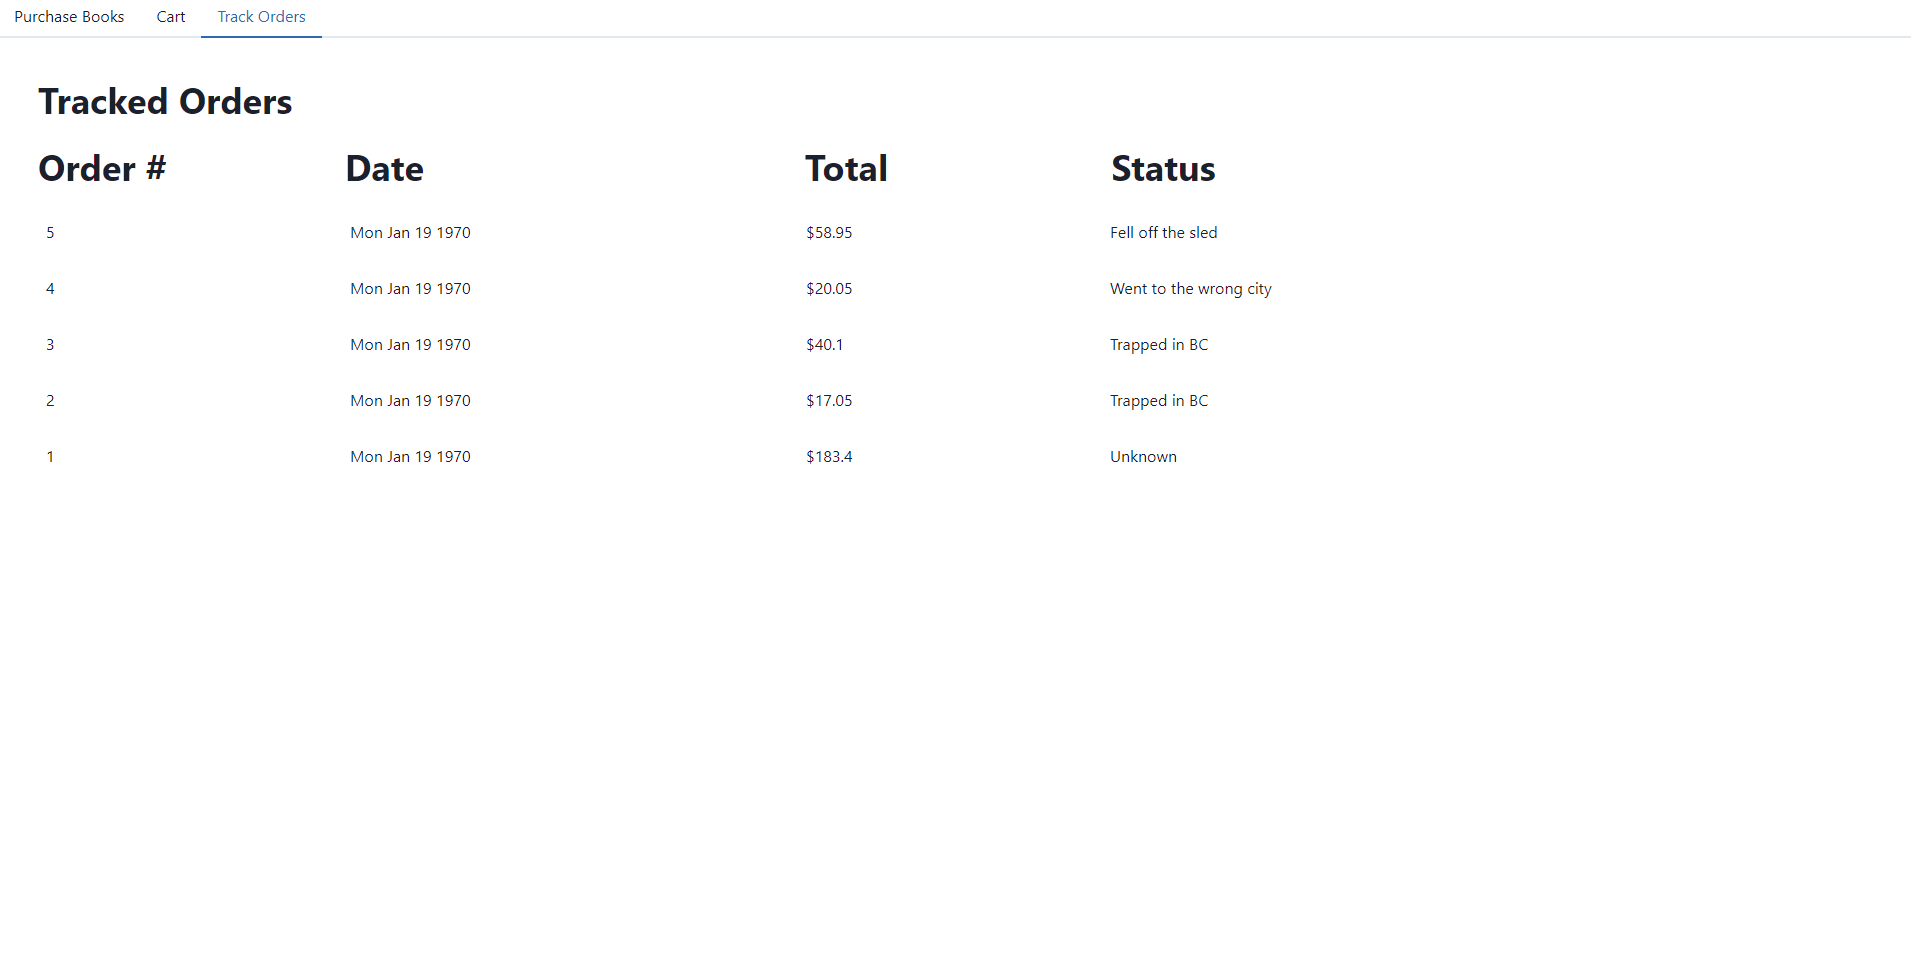 Purchase Books Cart Track Orders
Tracked Orders
Order # Date Total Status
5 Mon Jan 19 1970 $58.95 Fell off the sled
4 Mon Jan 19 1970 $20.05 Went to the wrong city
3 Mon Jan 19 1970 $40.1 Trapped in BC
2 Mon Jan 19 1970 $17.05 Trapped in BC
1 Mon Jan 19 1970 $183.4 Unknown